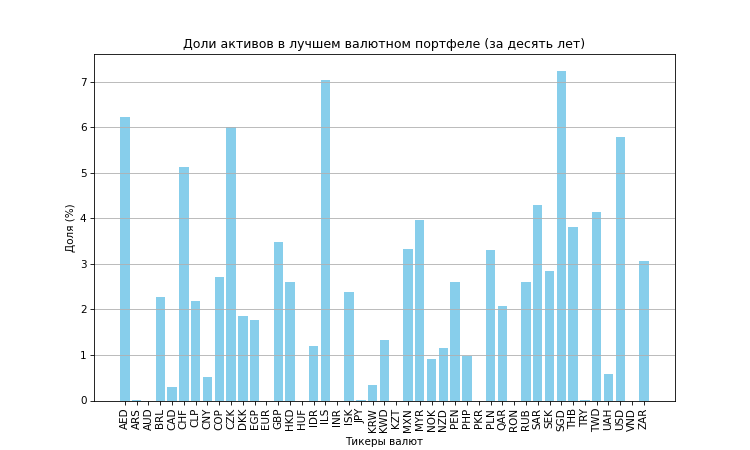 Доли активов в лучшем валютном портфеле (за десять лет)
Доля (%)
7
6
5
4
3
2
1
0
AED ARS AUD BRL CAD CHF CLP CNY COP CZK DKK EGP EUR GBP HKD HUF IDR ILS INR ISK JPY KRW KWD KZT MXN MYR NOK NZD PEN PHP PKR PLN QAR RON RUB SAR SEK SGD THB TRY TWD UAH USD VND ZAR
Тикеры валют